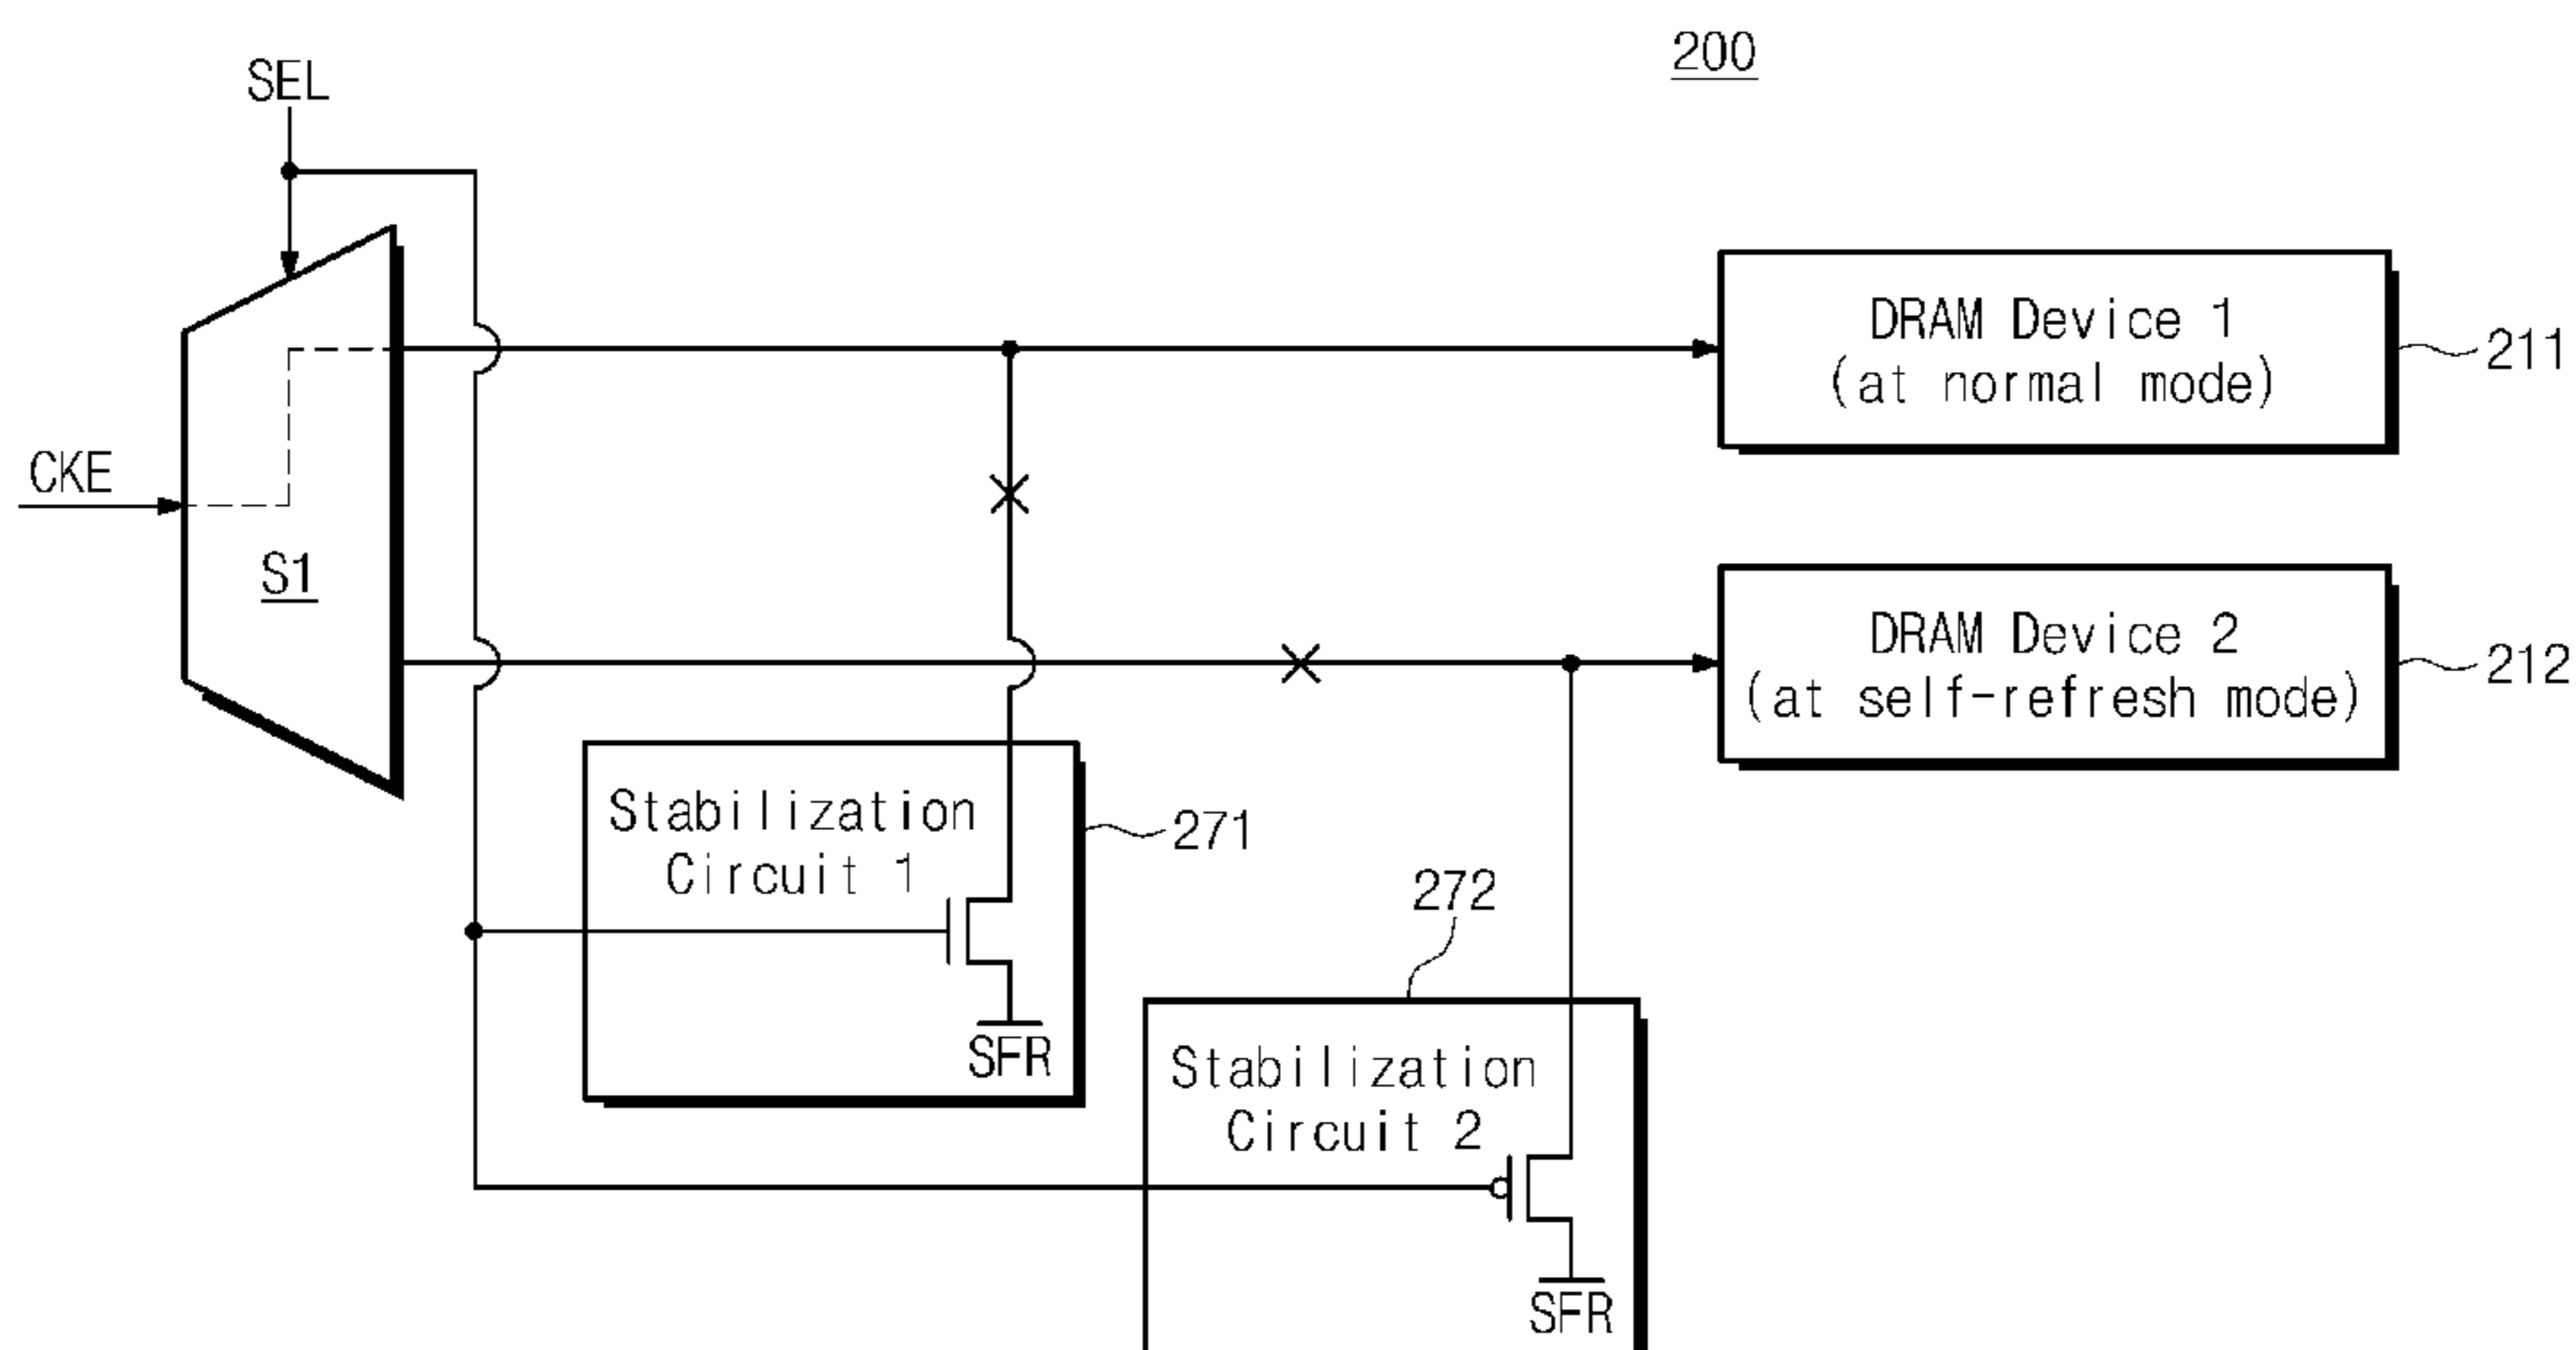 200
SEL
DRAM Device 1
(at normal mode)
211
CKE
S1
DRAM Device 2
(at self-refresh mode)
212
Stabilization
Circuit 1
271
SFR
272
Stabilization
Circuit 2
SFR